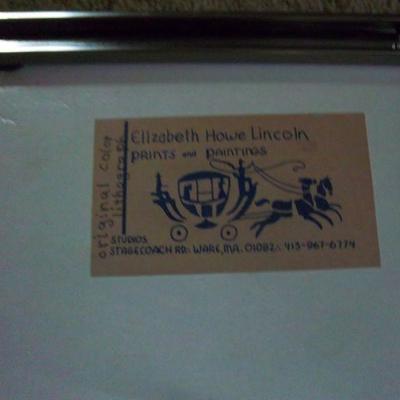 original color
lithograph
Elizabeth Howe Lincoln
PRINTS and PAINTINGS
STUDIOS
STAGECOACH RD. WARE, MA. 01082 413-967-6774